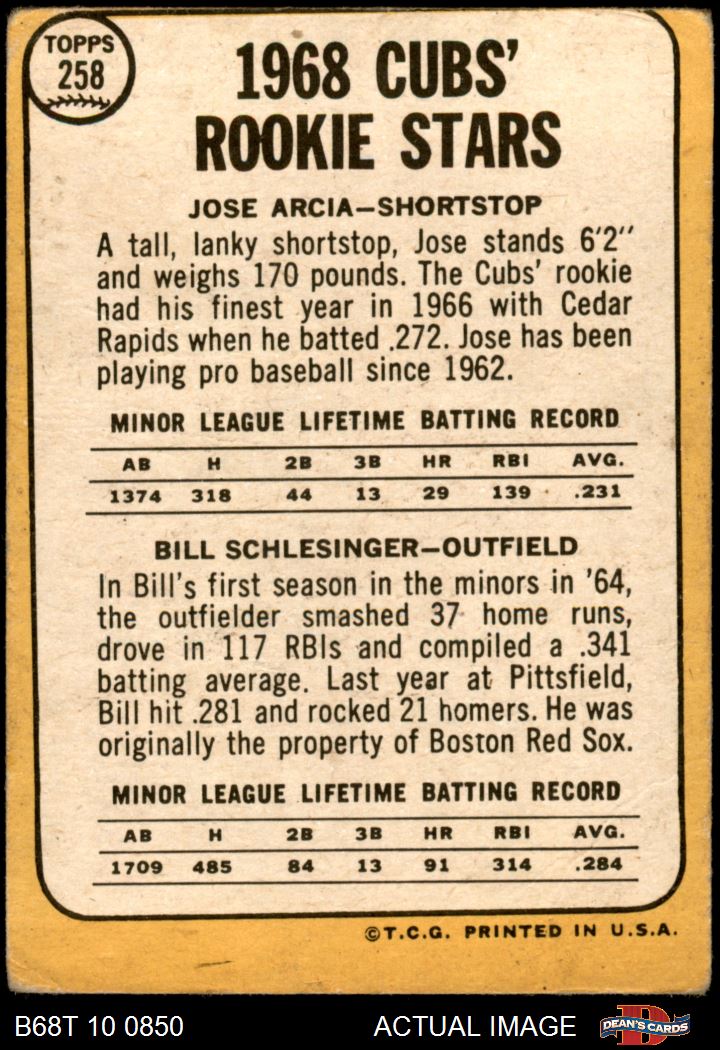 TOPPS
258
1968 CUBS'
ROOKIE STARS
JOSE ARCIA—SHORTSTOP
A tall, lanky shortstop, Jose stands 6'2"
and weighs 170 pounds. The Cubs' rookie
had his finest year in 1966 with Cedar
Rapids when he batted .272. Jose has been
playing pro baseball since 1962.
MINOR LEAGUE LIFETIME BATTING RECORD
AB H 2B 3B HR RBI AVG.
1374 318 44 13 29 139 .231
BILL SCHLESINGER—OUTFIELD
In Bill's first season in the minors in '64,
the outfielder smashed 37 home runs,
drove in 117 RBIs and compiled a .341
batting average. Last year at Pittsfield,
Bill hit .281 and rocked 21 homers. He was
originally the property of Boston Red Sox.
MINOR LEAGUE LIFETIME BATTING RECORD
AB H 2B 3B HR RBI AVG.
1709 485 84 13 91 314 .284
©T.C.G. PRINTED IN U.S.A.
B68T 10 0850 ACTUAL IMAGE D DEAN'S CARDS